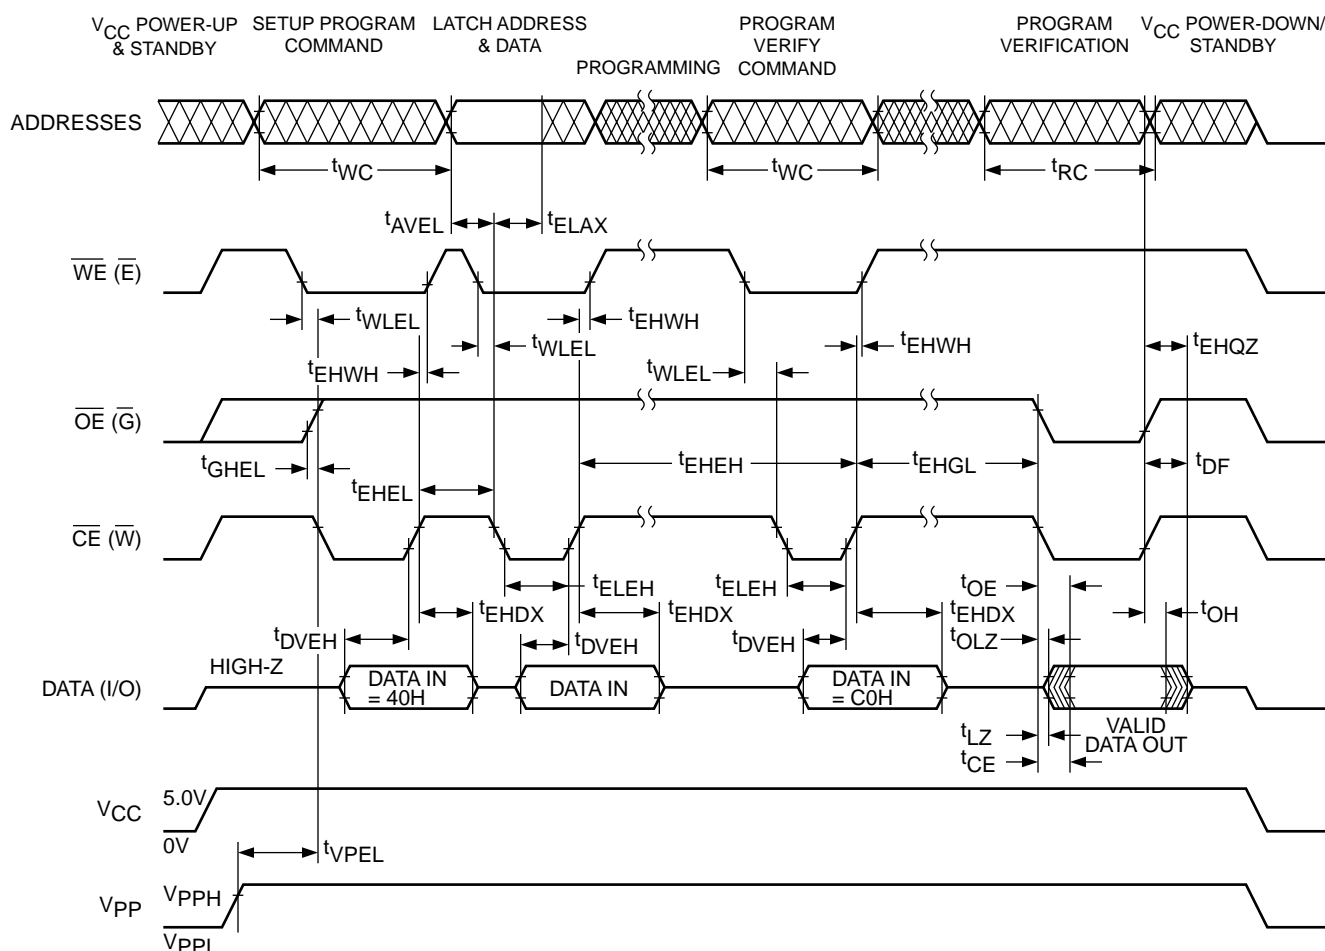 VCC POWER-UP
& STANDBY
SETUP PROGRAM
COMMAND
LATCH ADDRESS
& DATA
PROGRAMMING
PROGRAM
VERIFY
COMMAND
PROGRAM
VERIFICATION
VCC POWER-DOWN/
STANDBY
ADDRESSES
tWC
tWC
tRC
tAVEL
tELAX
WE (E)
tWLEL
tEHWH
tWLEL
tEHWH
tWLEL
tEHWH
tEHQZ
OE (G)
tGHEL
tEHEL
tEHEH
tEHGL
tDF
CE (W)
tELEH
tELEH
tOE
tEHDX
tEHDX
tEHDX
tOH
tDVEH
tDVEH
tDVEH
tOLZ
HIGH-Z
DATA (I/O)
DATA IN
= 40H
DATA IN
DATA IN
= C0H
VALID
DATA OUT
tLZ
tCE
VCC
5.0V
0V
tVPEL
VPP
VPPH
VPPL